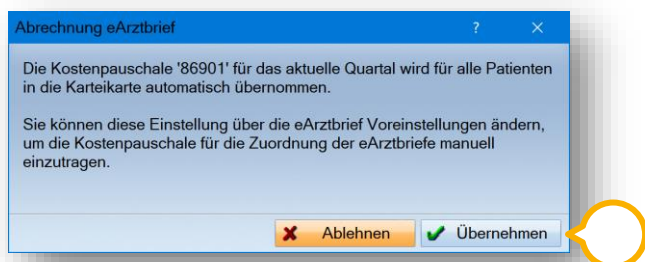 Abrechnung eArztbrief ? ×
Die Kostenpauschale '86901' für das aktuelle Quartal wird für alle Patienten
in die Karteikarte automatisch übernommen.
Sie können diese Einstellung über die eArztbrief Voreinstellungen ändern,
um die Kostenpauschale für die Zuordnung der eArztbriefe manuell
einzutragen.
Ablehnen Übernehmen